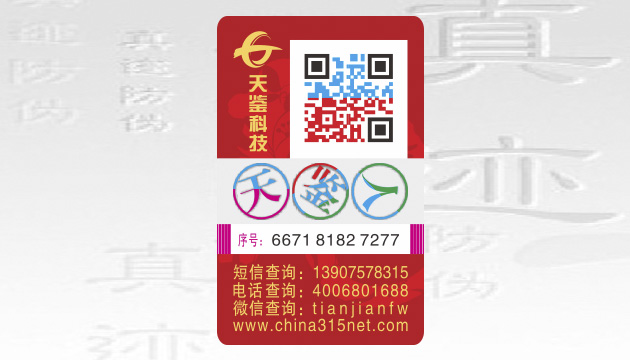 天鉴科技
天鉴人
序号: 6671 8182 7277
短信查询: 13907578315
电话查询: 4006801688
微信查询: tianjianfw
www.china315net.com
真
迹
防
伪
真
迹
防
伪
真
迹
防
伪
真
迹